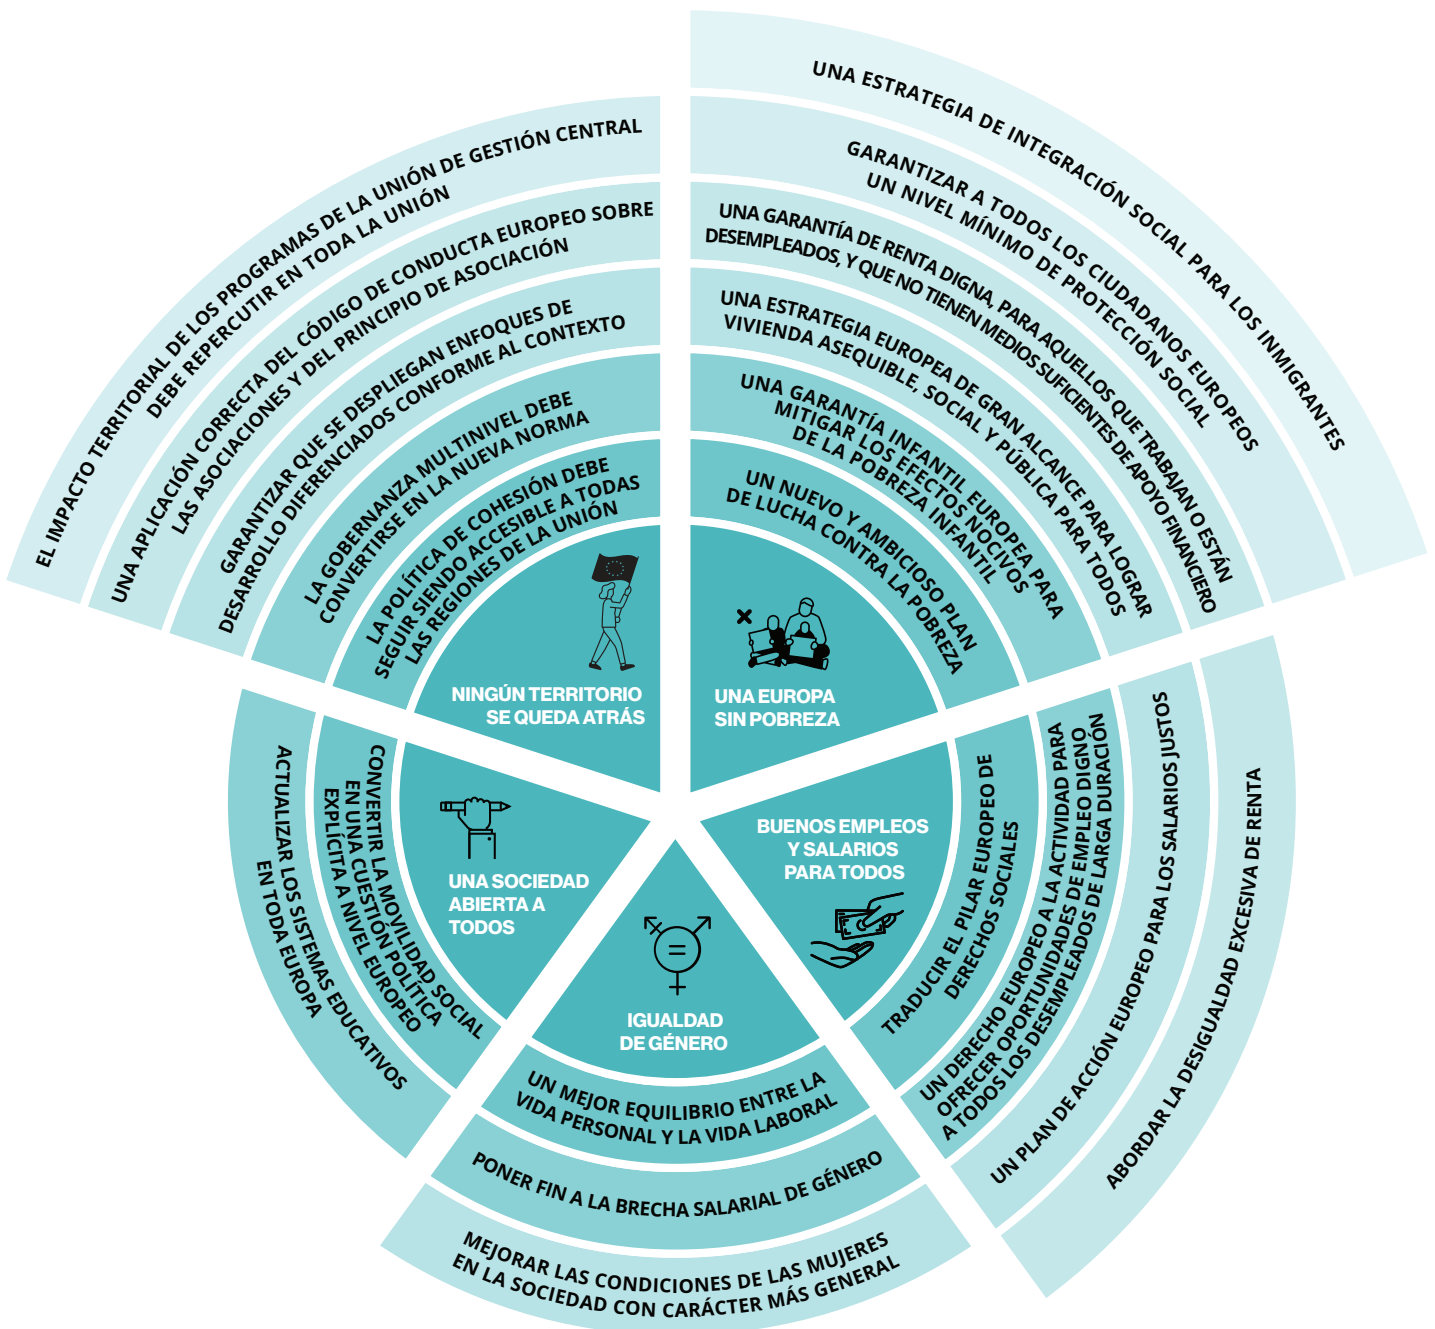 NINGÚN TERRITORIO
SE QUEDA ATRÁS
LA POLÍTICA DE COHESIÓN DEBE
SEGUIR SIENDO ACCESIBLE A TODAS
LAS REGIONES DE LA UNIÓN
LA GOBERNANZA MULTINIVEL DEBE
CONVERTIRSE EN LA NUEVA NORMA
GARANTIZAR QUE SE DESPLIEGAN ENFOQUES DE
DESARROLLO DIFERENCIADOS CONFORME AL CONTEXTO
UNA APLICACIÓN CORRECTA DEL CÓDIGO DE CONDUCTA EUROPEO SOBRE
LAS ASOCIACIONES Y DEL PRINCIPIO DE ASOCIACIÓN
EL IMPACTO TERRITORIAL DE LOS PROGRAMAS DE LA UNIÓN DE GESTIÓN CENTRAL
DEBE REPERCUTIR EN TODA LA UNIÓN
UNA EUROPA
SIN POBREZA
UN NUEVO Y AMBICIOSO PLAN
DE LUCHA CONTRA LA POBREZA
UNA GARANTÍA INFANTIL EUROPEA PARA
MITIGAR LOS EFECTOS NOCIVOS
DE LA POBREZA INFANTIL
UNA ESTRATEGIA EUROPEA DE GRAN ALCANCE PARA LOGRAR
VIVIENDA ASEQUIBLE, SOCIAL Y PÚBLICA PARA TODOS
UNA GARANTÍA DE RENTA DIGNA, PARA AQUELLOS QUE TRABAJAN O ESTÁN
DESEMPLEADOS, Y QUE NO TIENEN MEDIOS SUFICIENTES DE APOYO FINANCIERO
GARANTIZAR A TODOS LOS CIUDADANOS EUROPEOS
UN NIVEL MÍNIMO DE PROTECCIÓN SOCIAL
UNA ESTRATEGIA DE INTEGRACIÓN SOCIAL PARA LOS INMIGRANTES
BUENOS EMPLEOS
Y SALARIOS
PARA TODOS
TRADUCIR EL PILAR EUROPEO DE
DERECHOS SOCIALES
UN DERECHO EUROPEO A LA ACTIVIDAD PARA
OFRECER OPORTUNIDADES DE EMPLEO DIGNO
A TODOS LOS DESEMPLEADOS DE LARGA DURACIÓN
UN PLAN DE ACCIÓN EUROPEO PARA LOS SALARIOS JUSTOS
ABORDAR LA DESIGUALDAD EXCESIVA DE RENTA
IGUALDAD
DE GÉNERO
UN MEJOR EQUILIBRIO ENTRE LA
VIDA PERSONAL Y LA VIDA LABORAL
PONER FIN A LA BRECHA SALARIAL DE GÉNERO
MEJORAR LAS CONDICIONES DE LAS MUJERES
EN LA SOCIEDAD CON CARÁCTER MÁS GENERAL
UNA SOCIEDAD
ABIERTA A
TODOS
CONVERTIR LA MOVILIDAD SOCIAL
EN UNA CUESTIÓN POLÍTICA
EXPLÍCITA A NIVEL EUROPEO
ACTUALIZAR LOS SISTEMAS EDUCATIVOS
EN TODA EUROPA